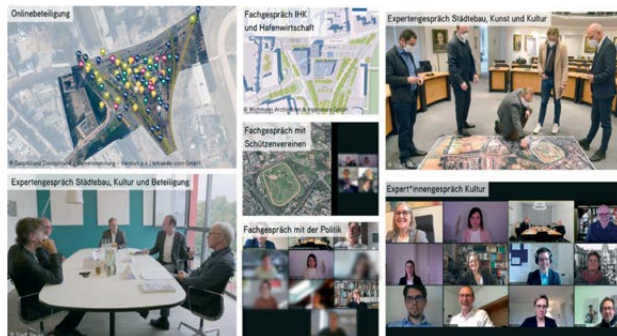 Onlinebeteiligung
Fachgespräch IHK
und Hafenwirtschaft
Expertengespräch Städtebau, Kunst und Kultur
Fachgespräch mit
Schützenvereinen
Expertengespräch Städtebau, Kultur und Beteiligung
Fachgespräch mit der Politik
Expert*innengespräch Kultur